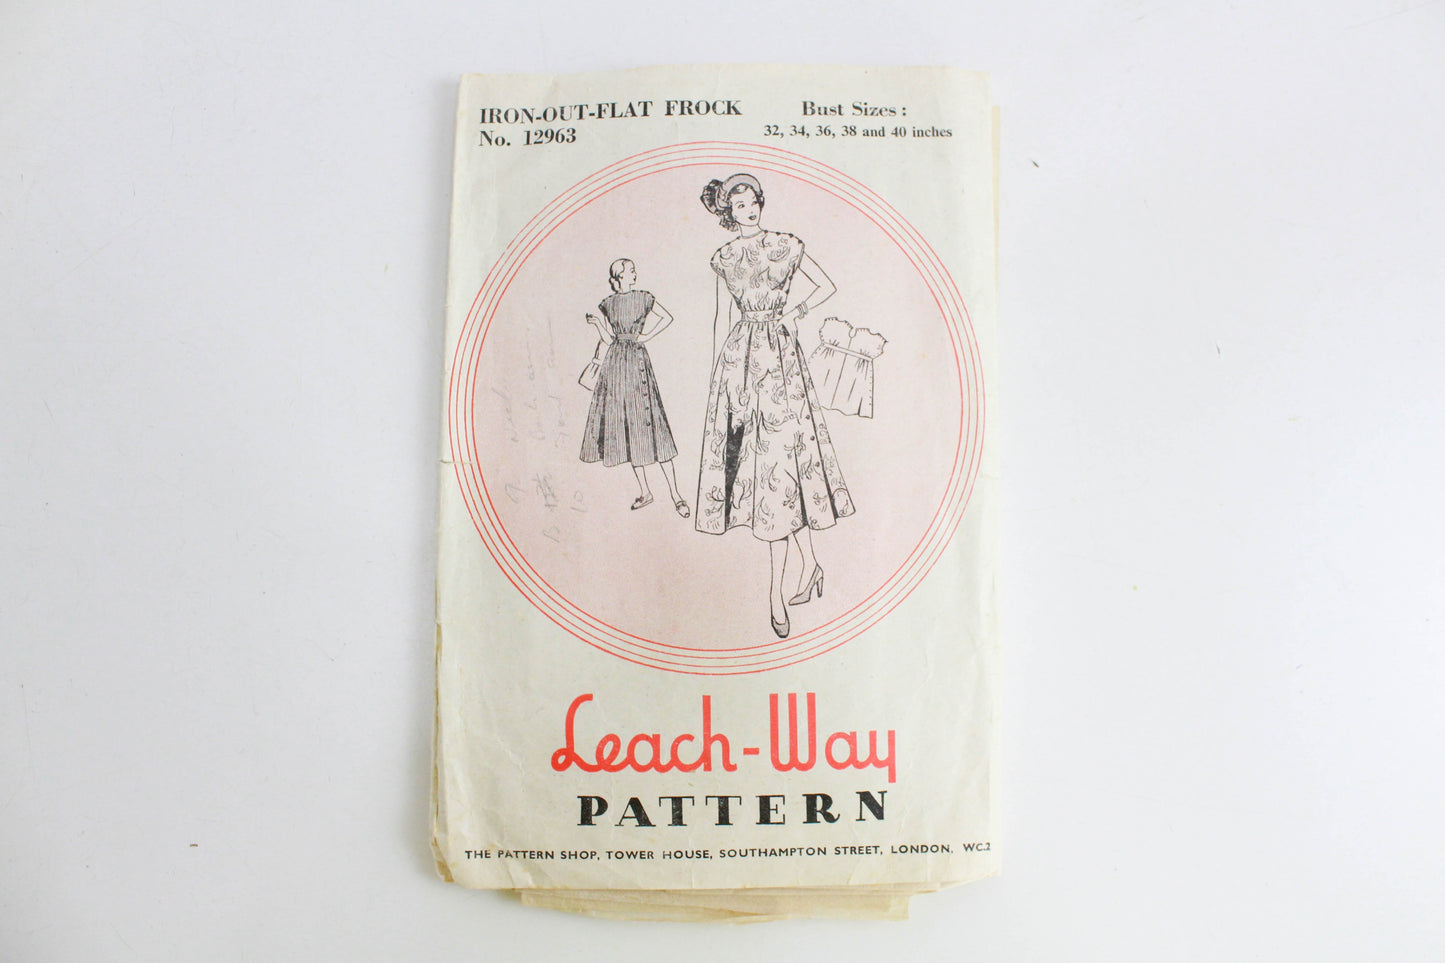 IRON-OUT-FLAT FROCK
No. 12963
Bust Sizes :
32, 34, 36, 38 and 40 inches
10
Leach-Way
PATTERN
THE PATTERN SHOP, TOWER HOUSE, SOUTHAMPTON STREET, LONDON, WC.2